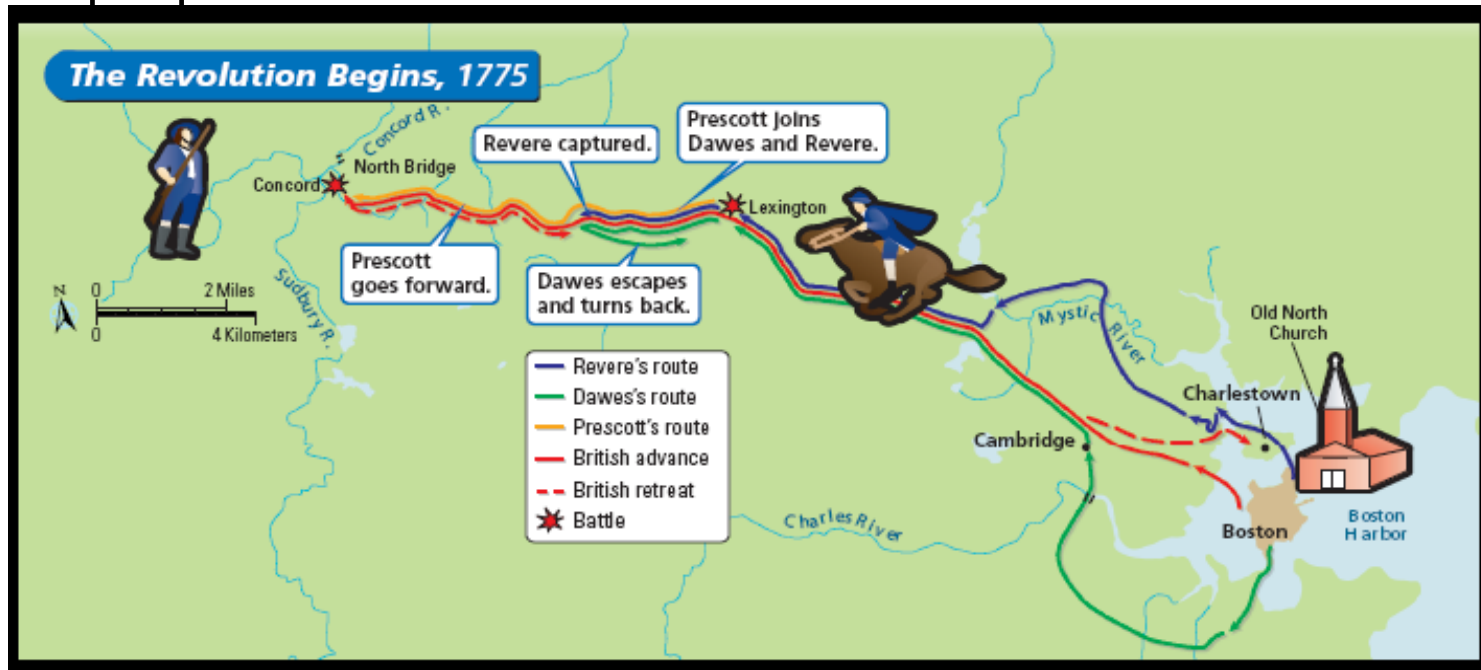 The Revolution Begins, 1775
Concord R.
North Bridge
Concord
Revere captured.
Prescott joins
Dawes and Revere.
Lexington
Prescott
goes forward.
Dawes escapes
and turns back.
N
0
2 Miles
0
4 Kilometers
Sudbury R.
Revere's route
Dawes's route
Prescott's route
British advance
British retreat
Battle
Mystic River
Old North
Church
Charlestown
Cambridge
Charles River
Boston
Boston
Harbor